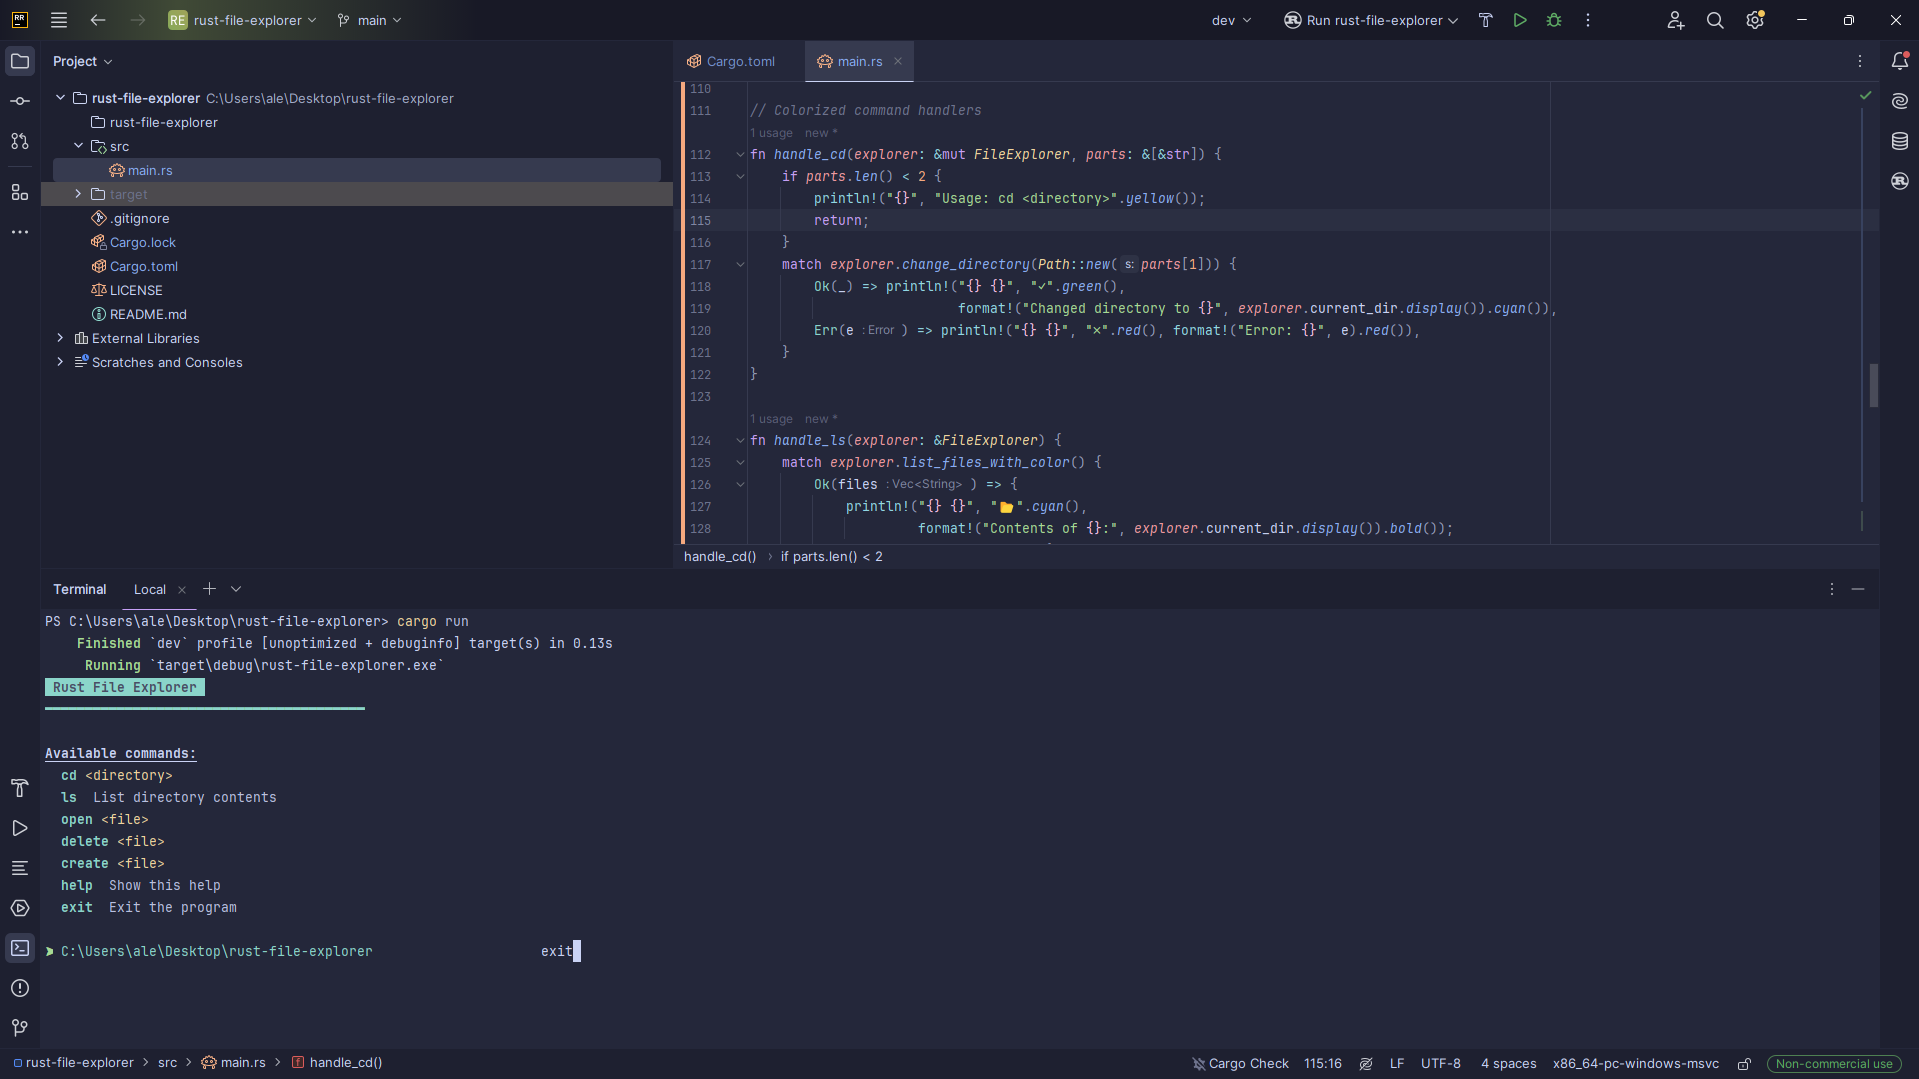 RR
RE rust-file-explorer
main
dev
Run rust-file-explorer
Project
rust-file-explorer C:\Users\ale\Desktop\rust-file-explorer
rust-file-explorer
src
main.rs
target
.gitignore
Cargo.lock
Cargo.toml
LICENSE
README.md
External Libraries
Scratches and Consoles
Cargo.toml
main.rs
110
111 // Colorized command handlers
1 usage new *
112 fn handle_cd(explorer: &mut FileExplorer, parts: &[&str]) {
113 if parts.len() < 2 {
114 println!("{}", "Usage: cd <directory>".yellow());
115 return;
116 }
117 match explorer.change_directory(Path::new( s: parts[1])) {
118 Ok(_) => println!("{} {}", "✓".green(),
119 format!("Changed directory to {}", explorer.current_dir.display()).cyan()),
120 Err(e : Error ) => println!("{} {}", "✕".red(), format!("Error: {}", e).red()),
121 }
122 }
123
1 usage new *
124 fn handle_ls(explorer: &FileExplorer) {
125 match explorer.list_files_with_color() {
126 Ok(files : Vec<String> ) => {
127 println!("{} {}", "📂".cyan(),
128 format!("Contents of {}:", explorer.current_dir.display()).bold());
handle_cd() › if parts.len() < 2
Terminal
Local
PS C:\Users\ale\Desktop\rust-file-explorer> cargo run
Finished `dev` profile [unoptimized + debuginfo] target(s) in 0.13s
Running `target\debug\rust-file-explorer.exe`
Rust File Explorer
Available commands:
cd <directory>
ls List directory contents
open <file>
delete <file>
create <file>
help Show this help
exit Exit the program
➤ C:\Users\ale\Desktop\rust-file-explorer exit
rust-file-explorer > src > main.rs > f handle_cd()
Cargo Check
115:16
LF
UTF-8
4 spaces
x86_64-pc-windows-msvc
Non-commercial use